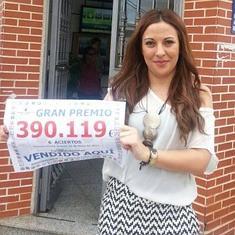 GRAN PREMIO
390.119€
6 ACIERTOS
VENDIDO AQUÍ